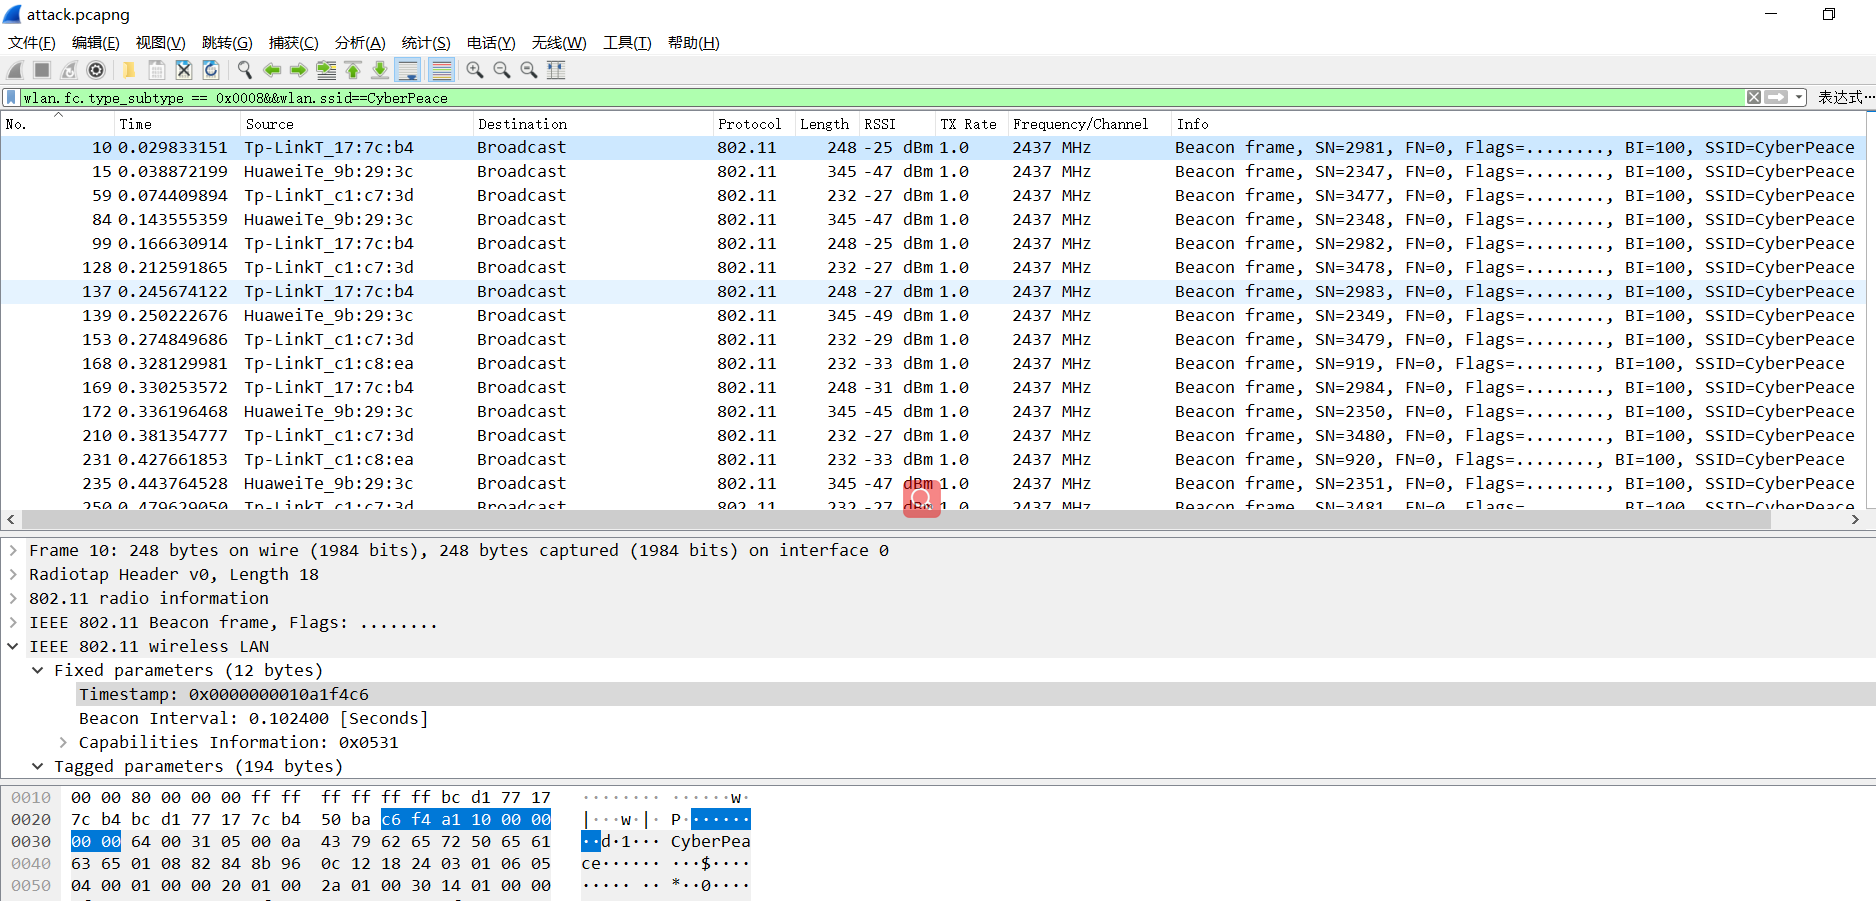 attack.pcapng
文件(F) 编辑(E) 视图(V) 跳转(G) 捕获(C) 分析(A) 统计(S) 电话(Y) 无线(W) 工具(T) 帮助(H)
wlan.fc.type_subtype == 0x0008&&wlan.ssid==CyberPeace 表达式…
No. Time Source Destination Protocol Length RSSI TX Rate Frequency/Channel Info
10 0.029833151 Tp-LinkT_17:7c:b4 Broadcast 802.11 248 -25 dBm 1.0 2437 MHz Beacon frame, SN=2981, FN=0, Flags=........, BI=100, SSID=CyberPeace
15 0.038872199 HuaweiTe_9b:29:3c Broadcast 802.11 345 -47 dBm 1.0 2437 MHz Beacon frame, SN=2347, FN=0, Flags=........, BI=100, SSID=CyberPeace
59 0.074409894 Tp-LinkT_c1:c7:3d Broadcast 802.11 232 -27 dBm 1.0 2437 MHz Beacon frame, SN=3477, FN=0, Flags=........, BI=100, SSID=CyberPeace
84 0.143555359 HuaweiTe_9b:29:3c Broadcast 802.11 345 -47 dBm 1.0 2437 MHz Beacon frame, SN=2348, FN=0, Flags=........, BI=100, SSID=CyberPeace
99 0.166630914 Tp-LinkT_17:7c:b4 Broadcast 802.11 248 -25 dBm 1.0 2437 MHz Beacon frame, SN=2982, FN=0, Flags=........, BI=100, SSID=CyberPeace
128 0.212591865 Tp-LinkT_c1:c7:3d Broadcast 802.11 232 -27 dBm 1.0 2437 MHz Beacon frame, SN=3478, FN=0, Flags=........, BI=100, SSID=CyberPeace
137 0.245674122 Tp-LinkT_17:7c:b4 Broadcast 802.11 248 -27 dBm 1.0 2437 MHz Beacon frame, SN=2983, FN=0, Flags=........, BI=100, SSID=CyberPeace
139 0.250222676 HuaweiTe_9b:29:3c Broadcast 802.11 345 -49 dBm 1.0 2437 MHz Beacon frame, SN=2349, FN=0, Flags=........, BI=100, SSID=CyberPeace
153 0.274849686 Tp-LinkT_c1:c7:3d Broadcast 802.11 232 -29 dBm 1.0 2437 MHz Beacon frame, SN=3479, FN=0, Flags=........, BI=100, SSID=CyberPeace
168 0.328129981 Tp-LinkT_c1:c8:ea Broadcast 802.11 232 -33 dBm 1.0 2437 MHz Beacon frame, SN=919, FN=0, Flags=........, BI=100, SSID=CyberPeace
169 0.330253572 Tp-LinkT_17:7c:b4 Broadcast 802.11 248 -31 dBm 1.0 2437 MHz Beacon frame, SN=2984, FN=0, Flags=........, BI=100, SSID=CyberPeace
172 0.336196468 HuaweiTe_9b:29:3c Broadcast 802.11 345 -45 dBm 1.0 2437 MHz Beacon frame, SN=2350, FN=0, Flags=........, BI=100, SSID=CyberPeace
210 0.381354777 Tp-LinkT_c1:c7:3d Broadcast 802.11 232 -27 dBm 1.0 2437 MHz Beacon frame, SN=3480, FN=0, Flags=........, BI=100, SSID=CyberPeace
231 0.427661853 Tp-LinkT_c1:c8:ea Broadcast 802.11 232 -33 dBm 1.0 2437 MHz Beacon frame, SN=920, FN=0, Flags=........, BI=100, SSID=CyberPeace
235 0.443764528 HuaweiTe_9b:29:3c Broadcast 802.11 345 -47 dBm 1.0 2437 MHz Beacon frame, SN=2351, FN=0, Flags=........, BI=100, SSID=CyberPeace
250 0.479629050 Tp-LinkT_c1:c7:3d Broadcast 802.11 232 -27 dBm 1.0 2437 MHz Beacon frame, SN=3481, FN=0, Flags=........, BI=100, SSID=CyberPeace
Frame 10: 248 bytes on wire (1984 bits), 248 bytes captured (1984 bits) on interface 0
Radiotap Header v0, Length 18
802.11 radio information
IEEE 802.11 Beacon frame, Flags: ........
IEEE 802.11 wireless LAN
Fixed parameters (12 bytes)
Timestamp: 0x0000000010a1f4c6
Beacon Interval: 0.102400 [Seconds]
Capabilities Information: 0x0531
Tagged parameters (194 bytes)
0010 00 00 80 00 00 00 ff ff ff ff ff ff bc d1 77 17 ········ ······w·
0020 7c b4 bc d1 77 17 7c b4 50 ba c6 f4 a1 10 00 00 |···w·|· P·······
0030 00 00 64 00 31 05 00 0a 43 79 62 65 72 50 65 61 ··d·1··· CyberPea
0040 63 65 01 08 82 84 8b 96 0c 12 18 24 03 01 06 05 ce······ ···$····
0050 04 00 01 00 00 20 01 00 2a 01 00 30 14 01 00 00 ····· ·· *··0····